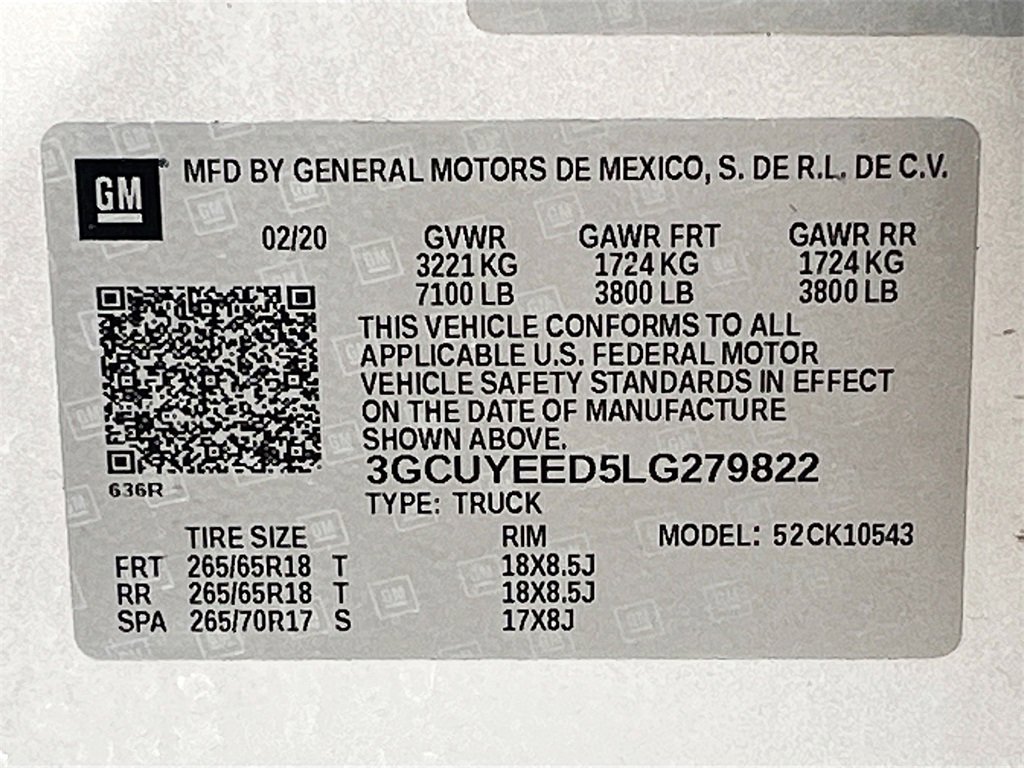 GM MFD BY GENERAL MOTORS DE MEXICO, S. DE R.L. DE C.V.
02/20 GVWR GAWR FRT GAWR RR
3221 KG 1724 KG 1724 KG
7100 LB 3800 LB 3800 LB
THIS VEHICLE CONFORMS TO ALL
APPLICABLE U.S. FEDERAL MOTOR
VEHICLE SAFETY STANDARDS IN EFFECT
ON THE DATE OF MANUFACTURE
SHOWN ABOVE.
3GCUYEED5LG279822
636R
TYPE: TRUCK
TIRE SIZE RIM MODEL: 52CK10543
FRT 265/65R18 T 18X8.5J
RR 265/65R18 T 18X8.5J
SPA 265/70R17 S 17X8J